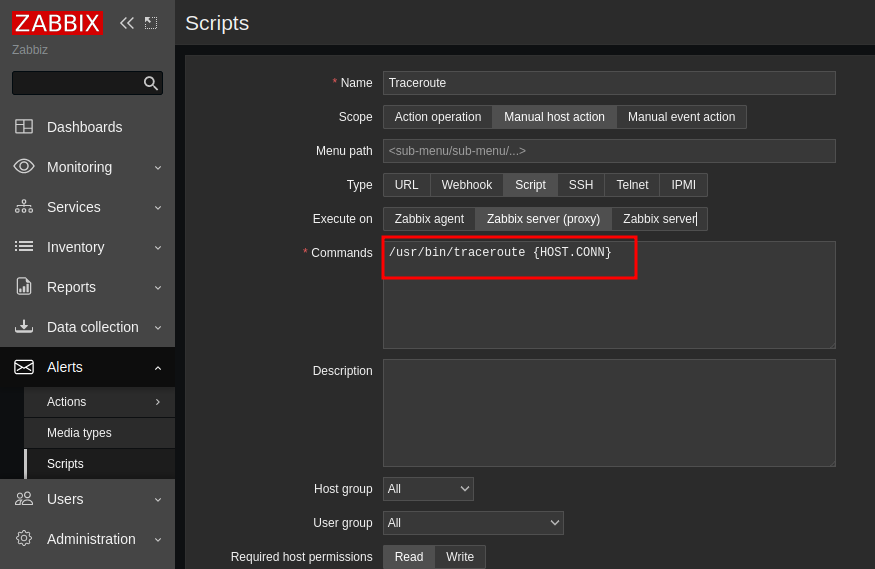 ZABBIX
Zabbiz
Dashboards
Monitoring
Services
Inventory
Reports
Data collection
Alerts
Actions
Media types
Scripts
Users
Administration
Scripts
* Name Traceroute
Scope Action operation Manual host action Manual event action
Menu path <sub-menu/sub-menu/...>
Type URL Webhook Script SSH Telnet IPMI
Execute on Zabbix agent Zabbix server (proxy) Zabbix server
* Commands /usr/bin/traceroute {HOST.CONN}
Description
Host group All
User group All
Required host permissions Read Write